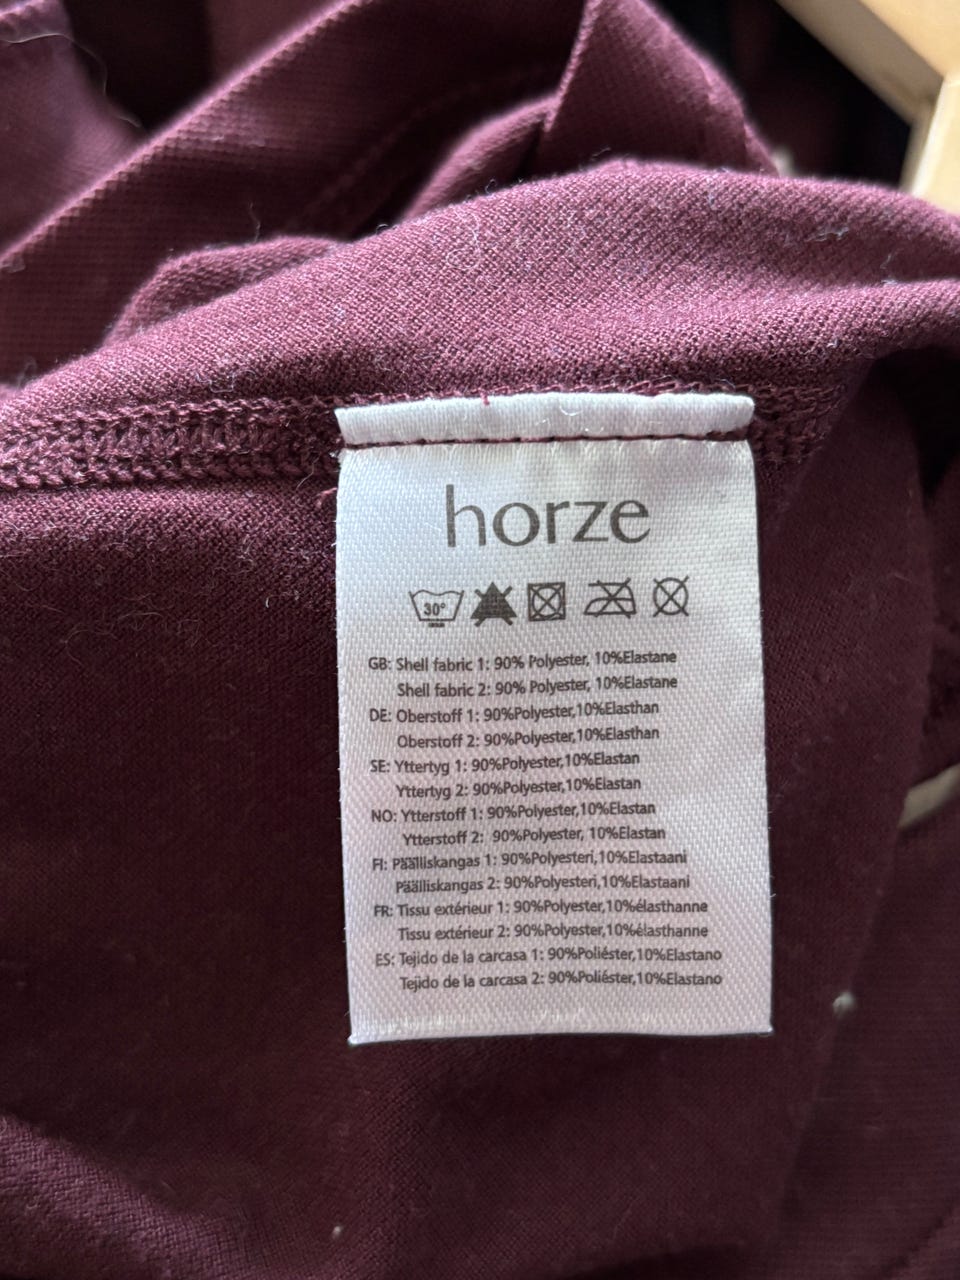 horze
30°
GB: Shell fabric 1: 90% Polyester, 10%Elastane
Shell fabric 2: 90% Polyester, 10%Elastane
DE: Oberstoff 1: 90%Polyester,10%Elasthan
Oberstoff 2: 90%Polyester,10%Elasthan
SE: Yttertyg 1: 90%Polyester,10%Elastan
Yttertyg 2: 90%Polyester,10%Elastan
NO: Ytterstoff 1: 90%Polyester,10%Elastan
Ytterstoff 2: 90%Polyester, 10%Elastan
FI: Päälliskangas 1: 90%Polyesteri,10%Elastaani
Päälliskangas 2: 90%Polyesteri,10%Elastaani
FR: Tissu extérieur 1: 90%Polyester,10%élasthanne
Tissu extérieur 2: 90%Polyester,10%élasthanne
ES: Tejido de la carcasa 1: 90%Poliéster,10%Elastano
Tejido de la carcasa 2: 90%Poliéster,10%Elastano